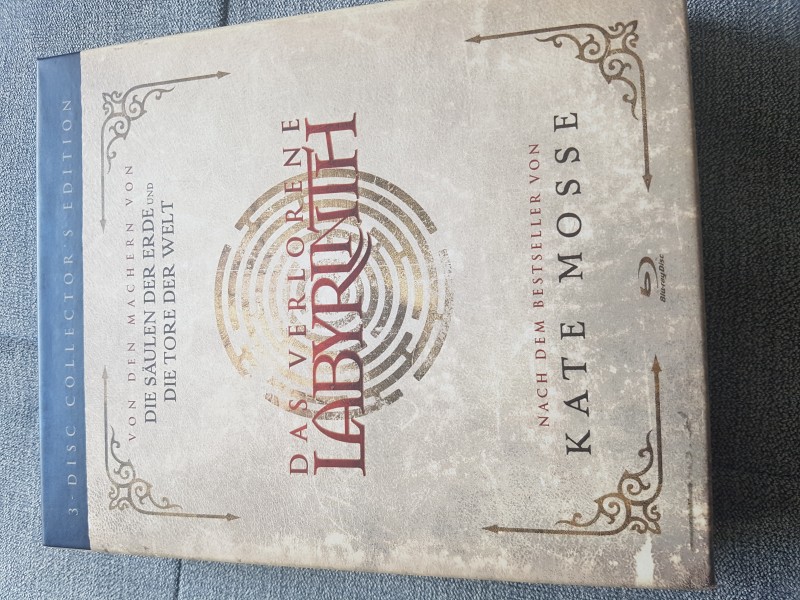 3-DISC COLLECTOR'S EDITION
VON DEN MACHERN VON
DIE SÄULEN DER ERDE UND
DIE TORE DER WELT
DAS VERLORENE
LABYRINTH
NACH DEM BESTSELLER VON
KATE MOSSE
Blu-ray Disc